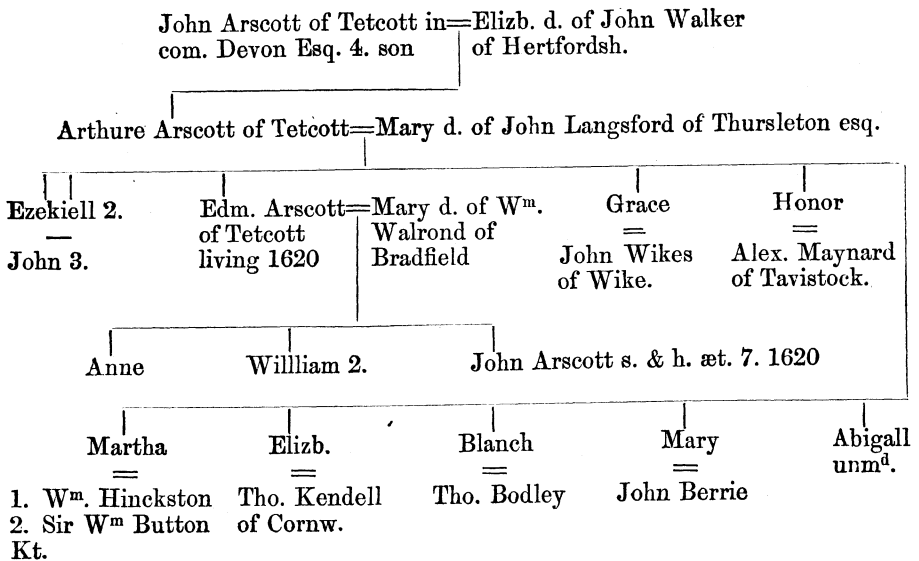 John Arscott of Tetcott in=Elizb. d. of John Walker
com. Devon Esq. 4. son
of Hertfordsh.
Arthure Arscott of Tetcott=Mary d. of John Langsford of Thursleton esq.
Ezekiell 2.
—
John 3.
Edm. Arscott=Mary d. of Wm.
of Tetcott
living 1620
Walrond of
Bradfield
Grace
=
John Wikes
of Wike.
Honor
=
Alex. Maynard
of Tavistock.
Anne
Willliam 2.
John Arscott s. & h. æt. 7. 1620
Martha
=
1. Wm. Hinckston
2. Sir Wm Button
Kt.
Elizb.
=
Tho. Kendell
of Cornw.
Blanch
=
Tho. Bodley
Mary
=
John Berrie
Abigall
unmd.